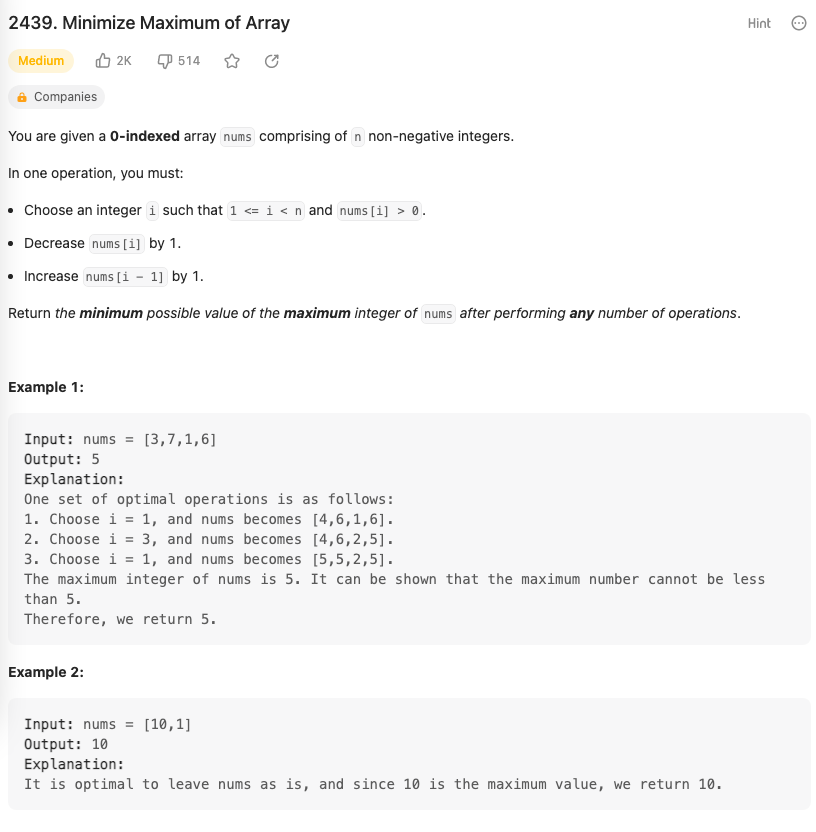 2439. Minimize Maximum of Array
Hint
Medium 2K 514
Companies
You are given a 0-indexed array nums comprising of n non-negative integers.
In one operation, you must:
• Choose an integer i such that 1 <= i < n and nums[i] > 0.
• Decrease nums[i] by 1.
• Increase nums[i - 1] by 1.
Return the minimum possible value of the maximum integer of nums after performing any number of operations.
Example 1:
Input: nums = [3,7,1,6]
Output: 5
Explanation:
One set of optimal operations is as follows:
1. Choose i = 1, and nums becomes [4,6,1,6].
2. Choose i = 3, and nums becomes [4,6,2,5].
3. Choose i = 1, and nums becomes [5,5,2,5].
The maximum integer of nums is 5. It can be shown that the maximum number cannot be less
than 5.
Therefore, we return 5.
Example 2:
Input: nums = [10,1]
Output: 10
Explanation:
It is optimal to leave nums as is, and since 10 is the maximum value, we return 10.